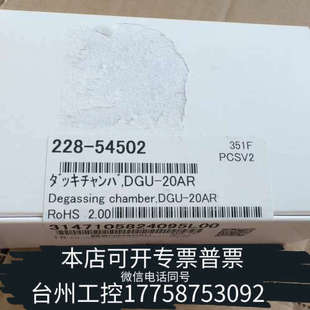 228-54502
351F
PCSV2
ﾀﾞｯｷﾁｬﾝﾊﾞ,DGU-20AR
Degassing chamber,DGU-20AR
RoHS 2.00
3147105824095L00
本店可开专票普票
微信电话同号
台州工控17758753092